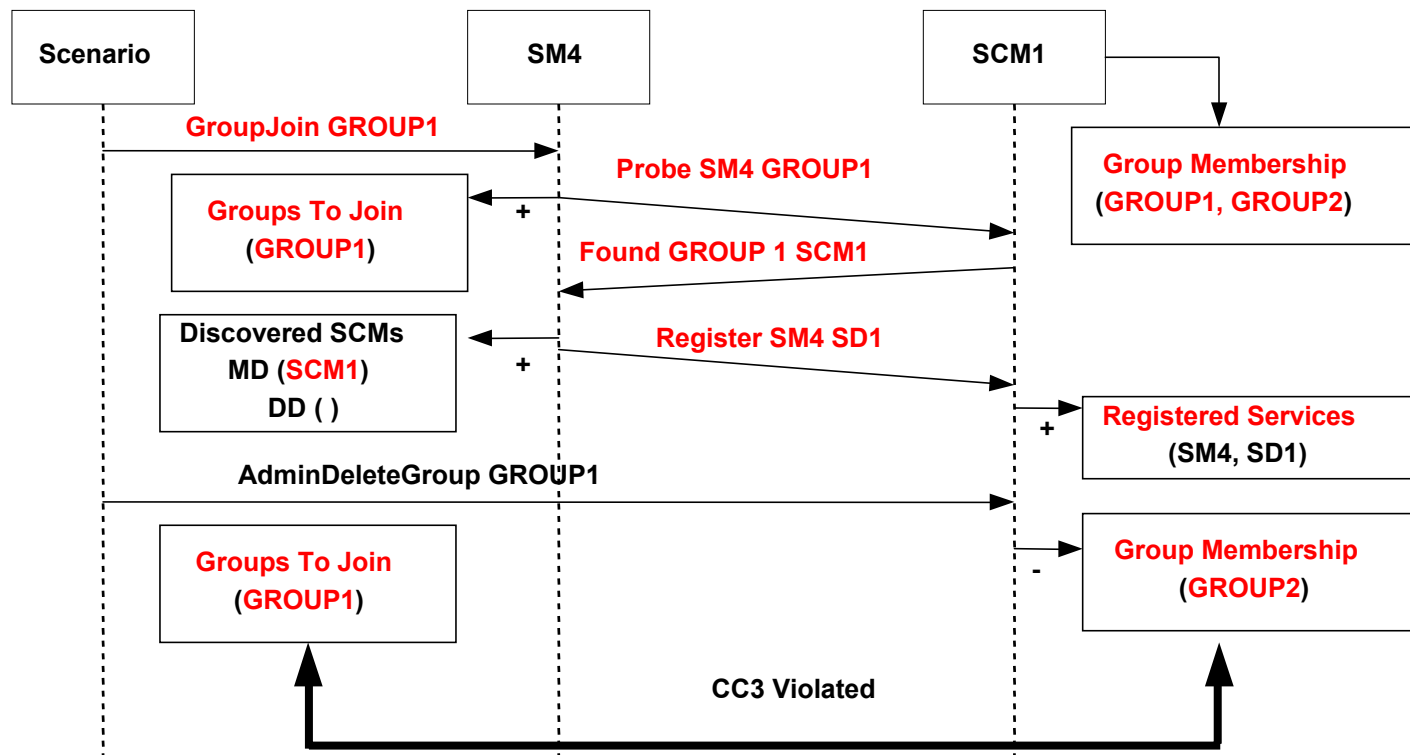 Scenario
SM4
SCM1
GroupJoin GROUP1
Probe SM4 GROUP1
Group Membership
(GROUP1, GROUP2)
+
Groups To Join
(GROUP1)
Found GROUP 1 SCM1
Discovered SCMs
MD (SCM1)
DD ( )
+
Register SM4 SD1
+
Registered Services
(SM4, SD1)
AdminDeleteGroup GROUP1
Groups To Join
(GROUP1)
-
Group Membership
(GROUP2)
CC3 Violated